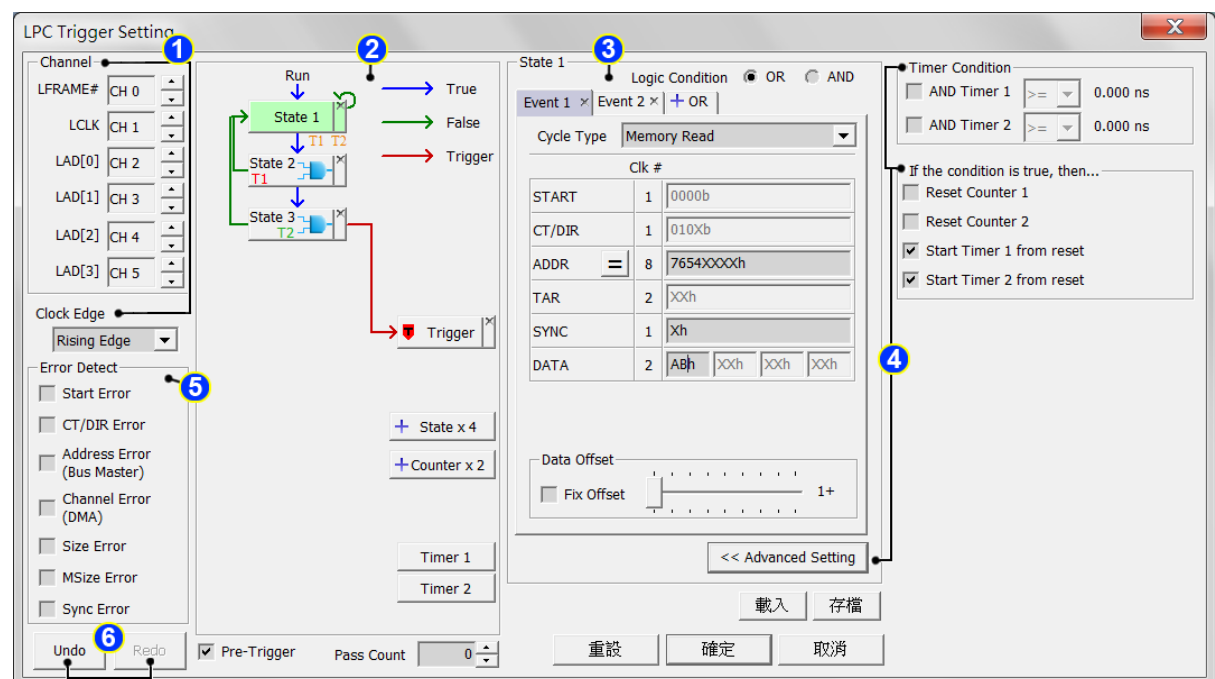 LPC Trigger Setting
X
1
2
3
4
5
6
Channel
LFRAME# CH 0
LCLK CH 1
LAD[0] CH 2
LAD[1] CH 3
LAD[2] CH 4
LAD[3] CH 5
Clock Edge
Rising Edge
Error Detect
Start Error
CT/DIR Error
Address Error
(Bus Master)
Channel Error
(DMA)
Size Error
MSize Error
Sync Error
Undo Redo
Run
State 1
T1 T2
State 2
T1
State 3
T2
True
False
Trigger
T Trigger
+ State x 4
+ Counter x 2
Timer 1
Timer 2
Pre-Trigger Pass Count 0
State 1
Logic Condition OR AND
Event 1 × Event 2 × + OR
Cycle Type Memory Read
Clk #
START 1 0000b
CT/DIR 1 010Xb
ADDR = 8 7654XXXXh
TAR 2 XXh
SYNC 1 Xh
DATA 2 ABh XXh XXh XXh
Data Offset
Fix Offset 1+
<< Advanced Setting
載入 存檔
重設 確定 取消
Timer Condition
AND Timer 1 >= 0.000 ns
AND Timer 2 >= 0.000 ns
If the condition is true, then...
Reset Counter 1
Reset Counter 2
Start Timer 1 from reset
Start Timer 2 from reset